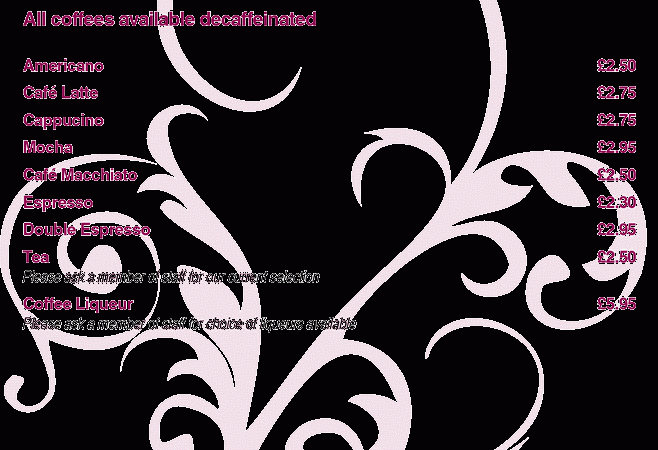 All coffees available decaffeinated
Americano £2.50
Café Latte £2.75
Cappucino £2.75
Mocha £2.95
Café Macchiato £2.50
Espresso £2.30
Double Espresso £2.95
Tea £2.50
Please ask a member of staff for our current selection
Coffee Liqueur £5.95
Please ask a member of staff for choice of liqueurs available